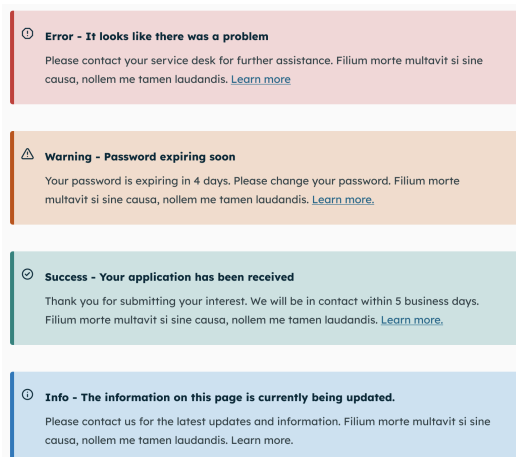 Error - It looks like there was a problem
Please contact your service desk for further assistance. Filium morte multavit si sine
causa, nollem me tamen laudandis. Learn more
Warning - Password expiring soon
Your password is expiring in 4 days. Please change your password. Filium morte
multavit si sine causa, nollem me tamen laudandis. Learn more.
Success - Your application has been received
Thank you for submitting your interest. We will be in contact within 5 business days.
Filium morte multavit si sine causa, nollem me tamen laudandis. Learn more.
Info - The information on this page is currently being updated.
Please contact us for the latest updates and information. Filium morte multavit si sine
causa, nollem me tamen laudandis. Learn more.